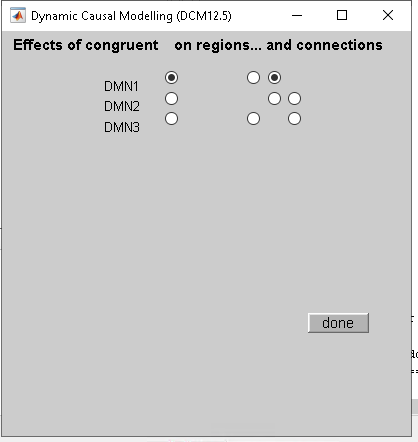 Dynamic Causal Modelling (DCM12.5)
Effects of congruent on regions... and connections
DMN1
DMN2
DMN3
done